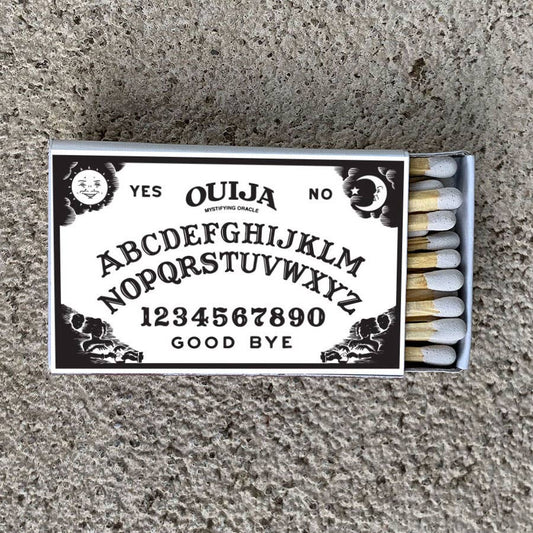 YES OUIJA NO
MYSTIFYING ORACLE
ABCDEFGHIJKLM
NOPQRSTUVWXYZ
1234567890
GOOD BYE